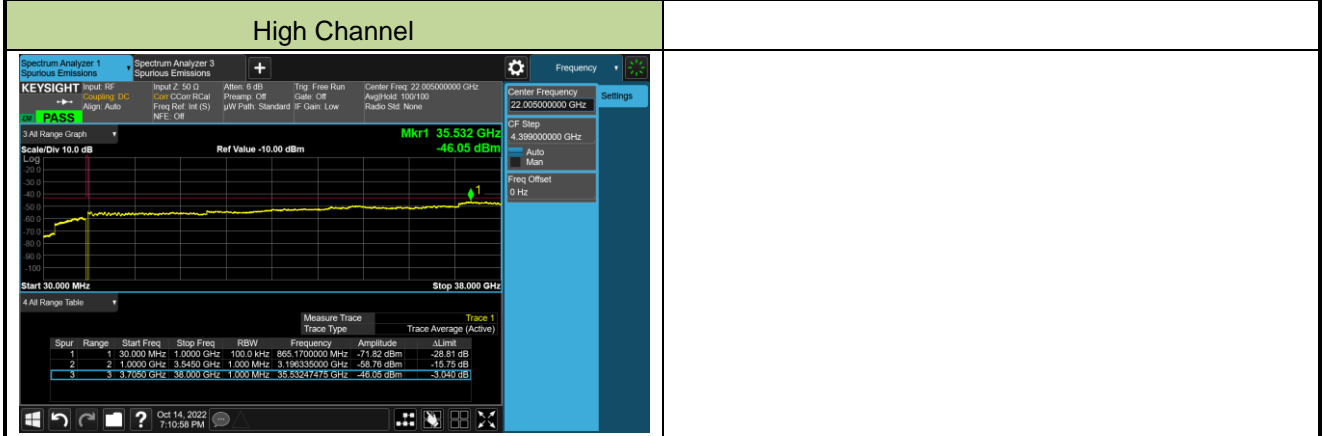 High Channel
Spectrum Analyzer 1
Spurious Emissions
Spectrum Analyzer 3
Spurious Emissions
+
Frequency
KEYSIGHT
Input: RF
Coupling: DC
Align: Auto
Input Z: 50 Ω
Corr CCorr RCal
Freq Ref: Int (S)
NFE: Off
Atten: 6 dB
Preamp: Off
µW Path: Standard
Trig: Free Run
Gate: Off
IF Gain: Low
Center Freq: 22.005000000 GHz
Avg|Hold: 100/100
Radio Std: None
PASS
Center Frequency
22.005000000 GHz
Settings
CF Step
4.399000000 GHz
Auto
Man
Freq Offset
0 Hz
3 All Range Graph
Mkr1 35.532 GHz
Scale/Div 10.0 dB
Ref Value -10.00 dBm
-46.05 dBm
Log
-20.0
-30.0
-40.0
1
-50.0
-60.0
-70.0
-80.0
-90.0
-100
Start 30.000 MHz
Stop 38.000 GHz
4 All Range Table
Measure Trace Trace 1
Trace Type Trace Average (Active)
Spur Range Start Freq Stop Freq RBW Frequency Amplitude ΔLimit
1 1 30.000 MHz 1.0000 GHz 100.0 kHz 865.1700000 MHz -71.82 dBm -28.81 dB
2 2 1.0000 GHz 3.5450 GHz 1.000 MHz 3.196335000 GHz -58.76 dBm -15.75 dB
3 3 3.7050 GHz 38.000 GHz 1.000 MHz 35.53247475 GHz -46.05 dBm -3.040 dB
?
Oct 14, 2022
7:10:58 PM